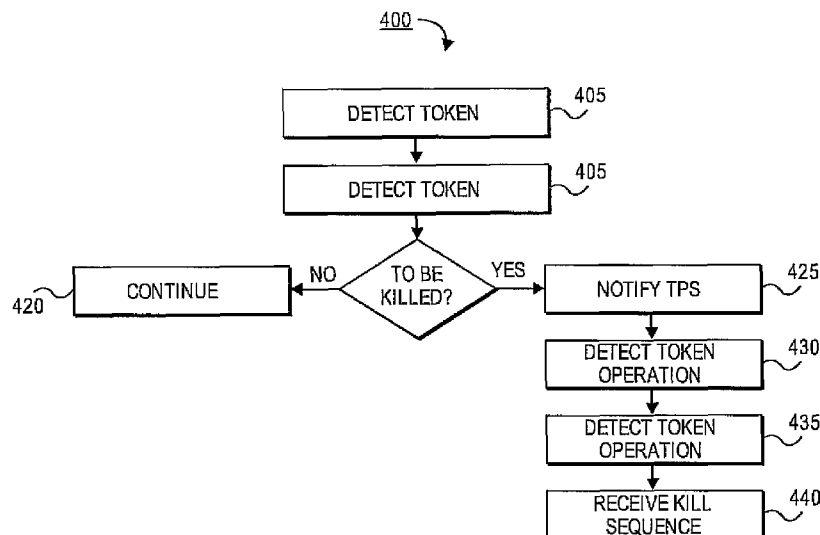 400
DETECT TOKEN
405
DETECT TOKEN
405
TO BE
KILLED?
NO
YES
CONTINUE
420
NOTIFY TPS
425
DETECT TOKEN
OPERATION
430
DETECT TOKEN
OPERATION
435
RECEIVE KILL
SEQUENCE
440